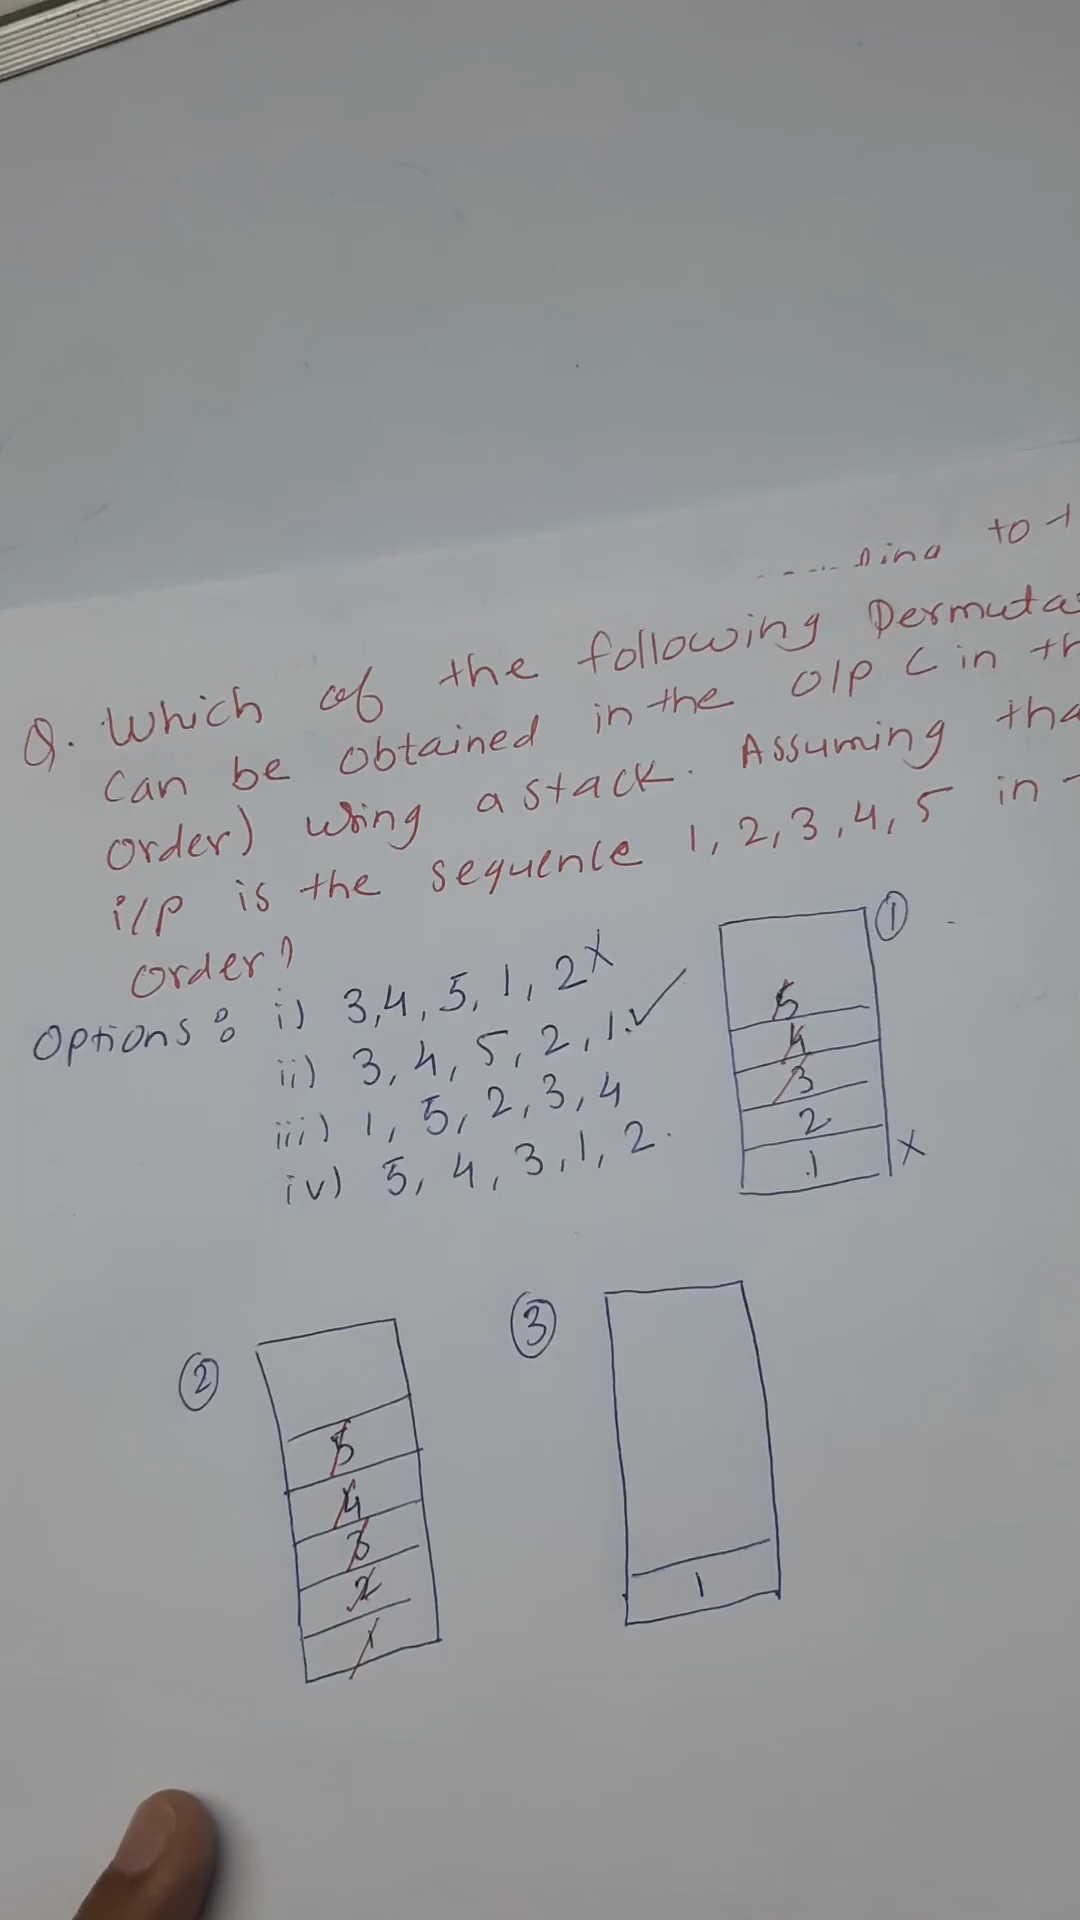 to t
Q. Which of the following Permuta
can be obtained in the O/P C in th
order) using a stack. Assuming tha
i/p is the sequence 1, 2, 3, 4, 5 in
order?
Options: i) 3, 4, 5, 1, 2 X
ii) 3, 4, 5, 2, 1. ✓
iii) 1, 5, 2, 3, 4
iv) 5, 4, 3, 1, 2.
①
5
4
3
2
1
X
②
5
4
3
2
1
③
1